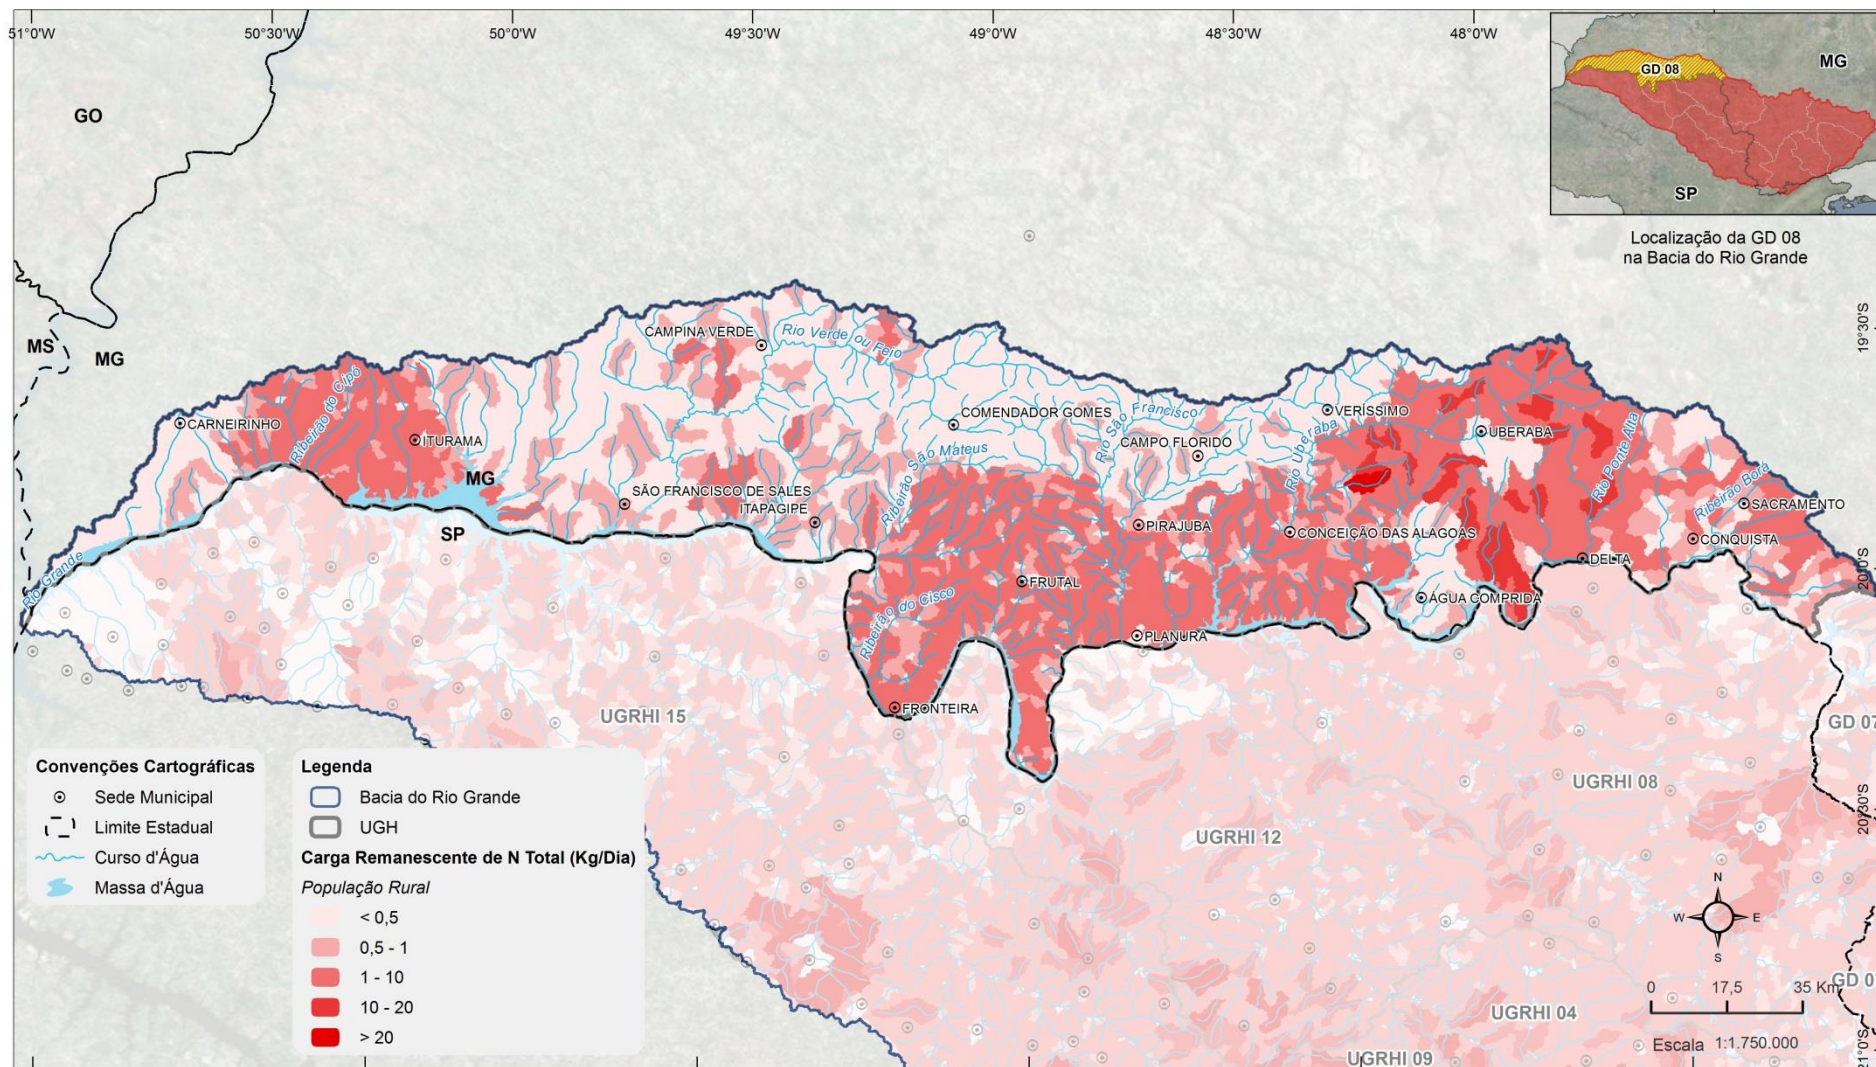 51°0'W
50°30'W
50°0'W
49°30'W
49°0'W
48°30'W
48°0'W
GO
MS
MG
GD 08
MG
SP
Localização da GD 08
na Bacia do Rio Grande
19°30'S
20°0'S
20°30'S
21°0'S
CAMPINA VERDE
Rio Verde ou Feio
CARNEIRINHO
Ribeirão do Cipó
ITURAMA
COMENDADOR GOMES
Rio São Francisco
CAMPO FLORIDO
VERÍSSIMO
Rio Uberaba
UBERABA
Rio Ponte Alta
Ribeirão São Mateus
MG
SÃO FRANCISCO DE SALES
ITAPAGIPE
PIRAJUBA
CONCEIÇÃO DAS ALAGOAS
Ribeirão Borá
SACRAMENTO
CONQUISTA
DELTA
SP
Rio Grande
FRUTAL
Ribeirão do Cisco
ÁGUA COMPRIDA
PLANURA
FRONTEIRA
UGRHI 15
GD 07
UGRHI 08
UGRHI 12
GD 0
UGRHI 04
UGRHI 09
Convenções Cartográficas
Sede Municipal
Limite Estadual
Curso d'Água
Massa d'Água
Legenda
Bacia do Rio Grande
UGH
Carga Remanescente de N Total (Kg/Dia)
População Rural
< 0,5
0,5 - 1
1 - 10
10 - 20
> 20
N
W
E
S
0
17,5
35 Km
Escala 1:1.750.000